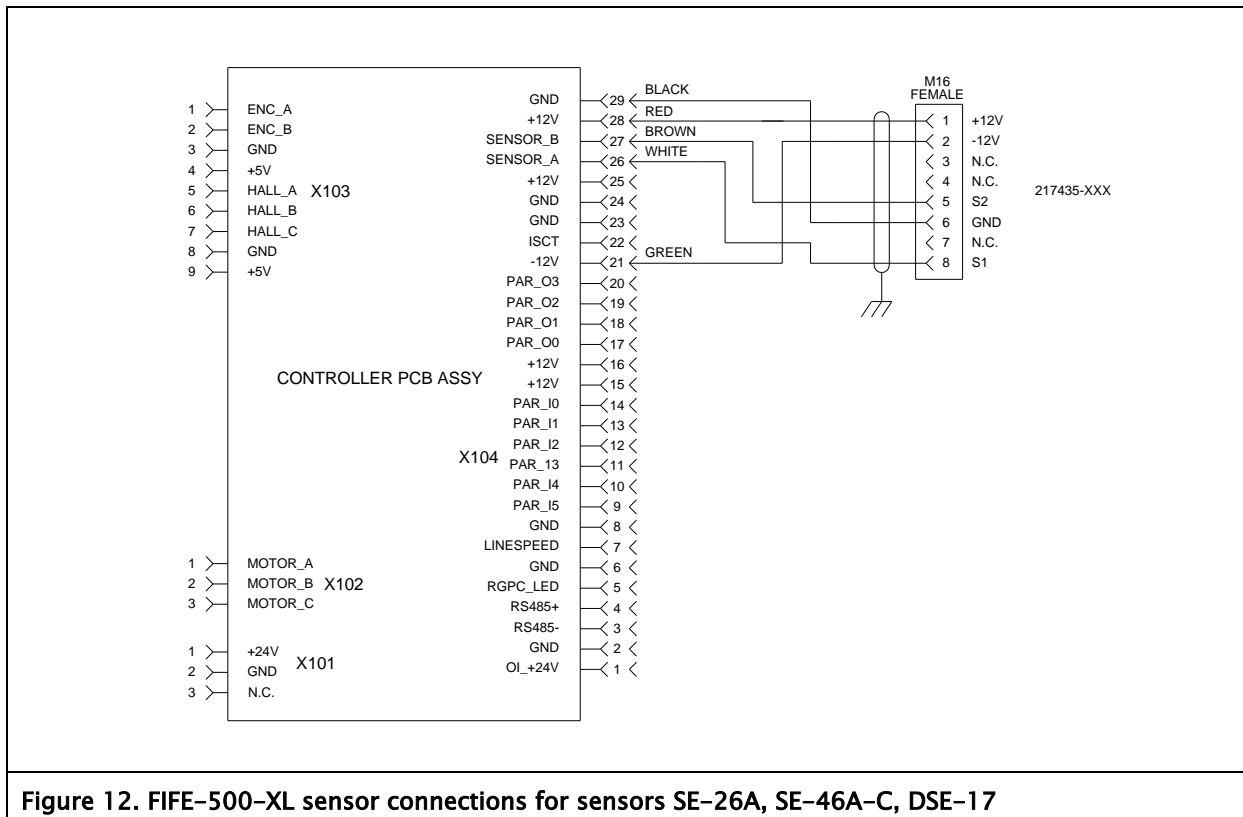 M16
FEMALE
1 ENC_A
2 ENC_B
3 GND
4 +5V
5 HALL_A X103
6 HALL_B
7 HALL_C
8 GND
9 +5V
CONTROLLER PCB ASSY
X104
1 MOTOR_A
2 MOTOR_B X102
3 MOTOR_C
1 +24V
2 GND X101
3 N.C.
GND 29 BLACK
+12V 28 RED
SENSOR_B 27 BROWN
SENSOR_A 26 WHITE
+12V 25
GND 24
GND 23
ISCT 22
-12V 21 GREEN
PAR_O3 20
PAR_O2 19
PAR_O1 18
PAR_O0 17
+12V 16
+12V 15
PAR_I0 14
PAR_I1 13
PAR_I2 12
PAR_13 11
PAR_I4 10
PAR_I5 9
GND 8
LINESPEED 7
GND 6
RGPC_LED 5
RS485+ 4
RS485- 3
GND 2
OI_+24V 1
1 +12V
2 -12V
3 N.C.
4 N.C.
5 S2
6 GND
7 N.C.
8 S1
217435-XXX
Figure 12. FIFE-500-XL sensor connections for sensors SE-26A, SE-46A-C, DSE-17